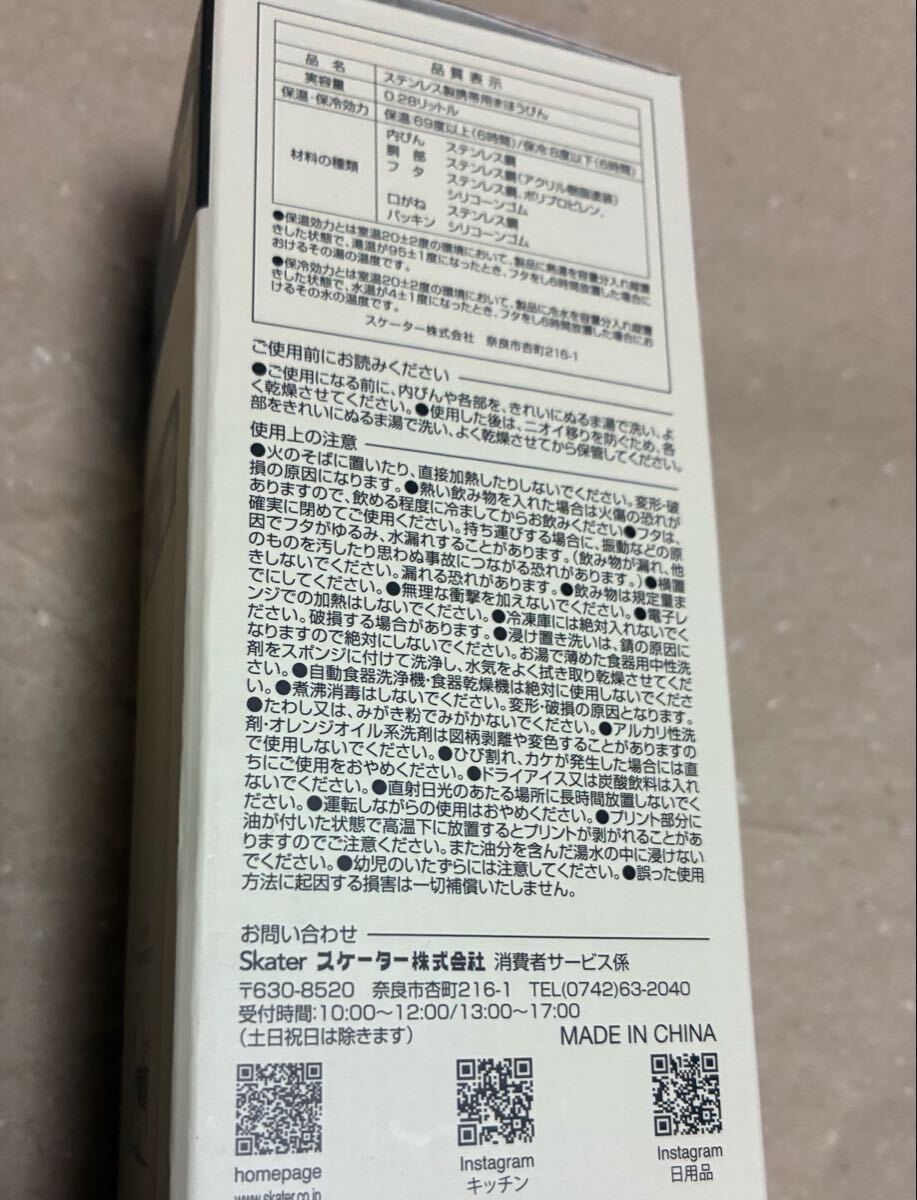 品質表示
品名 ステンレス製携帯用まほうびん
実容量 0.28リットル
保温・保冷効力 保温:69度以上(6時間)/保冷:8度以下(6時間)
材料の種類
内びん ステンレス鋼
胴部 ステンレス鋼(アクリル樹脂塗装)
フタ ステンレス鋼、ポリプロピレン、
シリコーンゴム
口がね ステンレス鋼
パッキン シリコーンゴム
●保温効力とは室温20±2度の環境において、製品に熱湯を容量分入れ縦置
きした状態で、湯温が95±1度になったとき、フタをし6時間放置した場合に
おけるその湯の温度です。
●保冷効力とは室温20±2度の環境において、製品に冷水を容量分入れ縦置
きした状態で、水温が4±1度になったとき、フタをし6時間放置した場合にお
けるその水の温度です。
スケーター株式会社 奈良市杏町216-1
ご使用前にお読みください
●ご使用になる前に、内びんや各部を、きれいにぬるま湯で洗い、よ
く乾燥させてください。●使用した後は、ニオイ移りを防ぐため、各
部をきれいにぬるま湯で洗い、よく乾燥させてから保管してください。
使用上の注意
●火のそばに置いたり、直接加熱したりしないでください。変形・破
損の原因になります。●熱い飲み物を入れた場合は火傷の恐れが
ありますので、飲める程度に冷ましてからお飲みください●フタは、
確実に閉めてご使用ください。持ち運びする場合に、振動などの原
因でフタがゆるみ、水漏れすることがあります。(飲み物が漏れ、他
のものを汚したり思わぬ事故につながる恐れがあります。)●横置
きしないでください。漏れる恐れがあります。●飲み物は規定量ま
でにしてください。●無理な衝撃を加えないでください。●電子レ
ンジでの加熱はしないでください。●冷凍庫には絶対入れないでく
ださい。破損する場合があります。●浸け置き洗いは、錆の原因に
なりますので絶対にしないでください。お湯で薄めた食器用中性洗
剤をスポンジに付けて洗浄し、水気をよく拭き取り乾燥させてくだ
さい。●自動食器洗浄機・食器乾燥機は絶対に使用しないでくださ
い。●煮沸消毒はしないでください。変形・破損の原因となります。
●たわし又は、みがき粉でみがかないでください。●アルカリ性洗
剤・オレンジオイル系洗剤は図柄剥離や変色することがありますの
で使用しないでください。●ひび割れ、カケが発生した場合には直
ちにご使用をおやめください。●ドライアイス又は炭酸飲料は入れ
ないでください。●直射日光のあたる場所に長時間放置しないでく
ださい。●運転しながらの使用はおやめください。●プリント部分に
油が付いた状態で高温下に放置するとプリントが剥がれることがあ
りますのでご注意ください。また油分を含んだ湯水の中に浸けない
でください。●幼児のいたずらには注意してください。●誤った使用
方法に起因する損害は一切補償いたしません。
お問い合わせ
Skater スケーター株式会社 消費者サービス係
〒630-8520 奈良市杏町216-1 TEL(0742)63-2040
受付時間:10:00〜12:00/13:00〜17:00
(土日祝日は除きます) MADE IN CHINA
homepage
www.skater.co.jp
Instagram
キッチン
Instagram
日用品